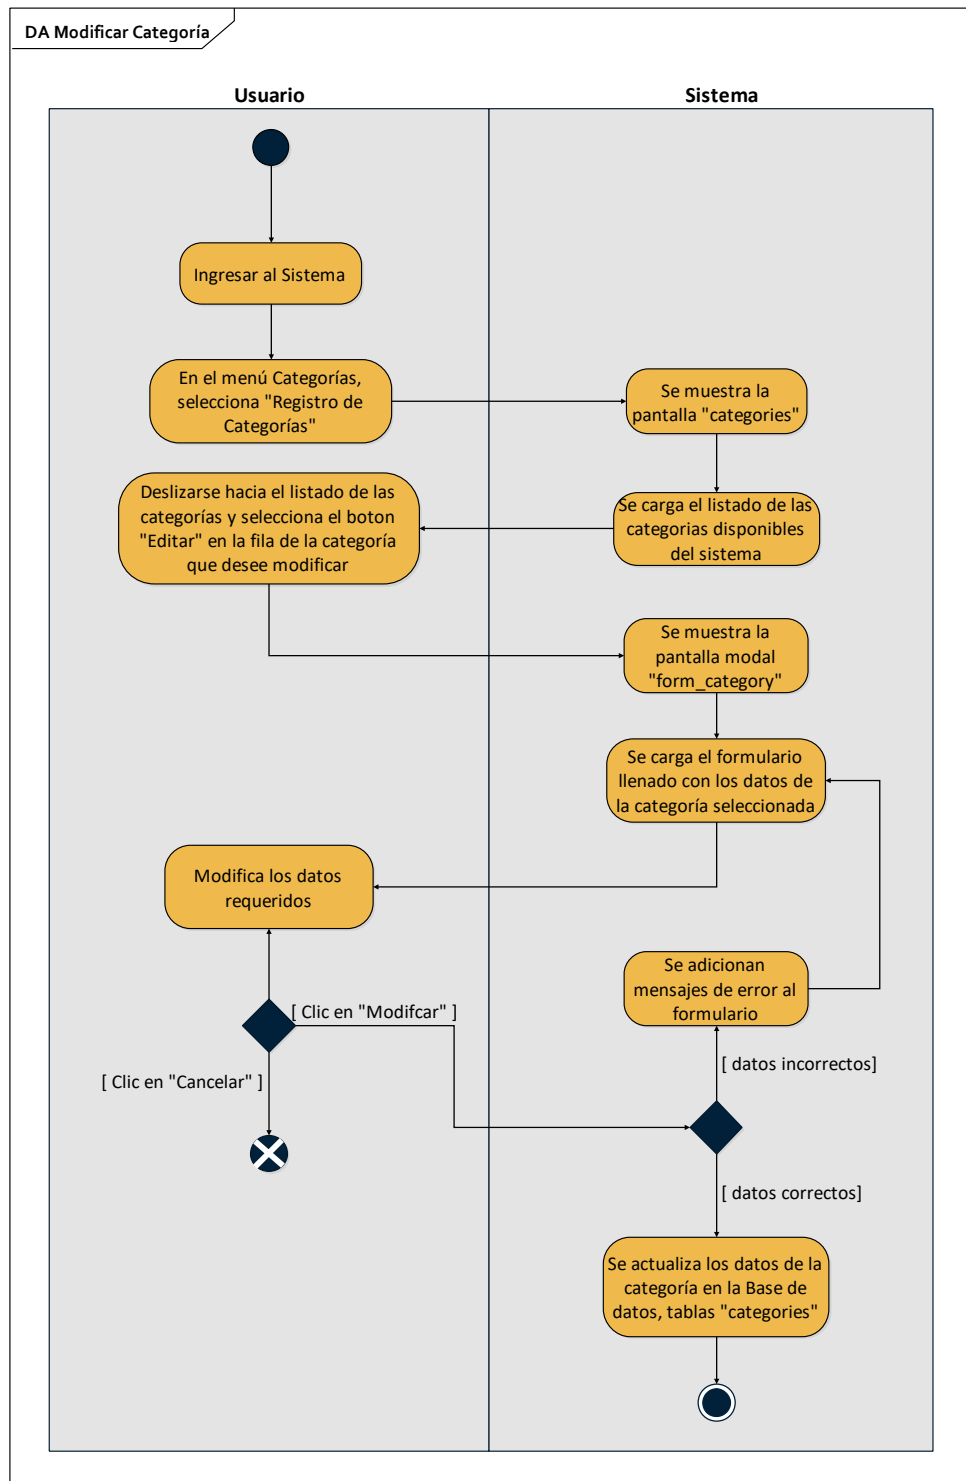 DA Modificar Categoría
Usuario
Sistema
Ingresar al Sistema
En el menú Categorías,
selecciona "Registro de
Categorías"
Se muestra la
pantalla "categories"
Deslizarse hacia el listado de las
categorías y selecciona el boton
"Editar" en la fila de la categoría
que desee modificar
Se carga el listado de las
categorias disponibles
del sistema
Se muestra la
pantalla modal
"form_category"
Se carga el formulario
llenado con los datos de
la categoría seleccionada
Modifica los datos
requeridos
Se adicionan
mensajes de error al
formulario
[ Clic en "Modifcar" ]
[ datos incorrectos]
[ Clic en "Cancelar" ]
[ datos correctos]
Se actualiza los datos de la
categoría en la Base de
datos, tablas "categories"